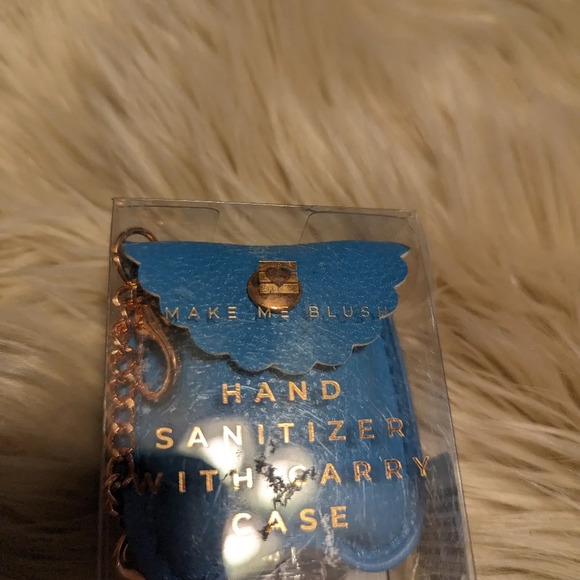 MAKE ME BLUSH
HAND
SANITIZER
WITH CARRY
CASE